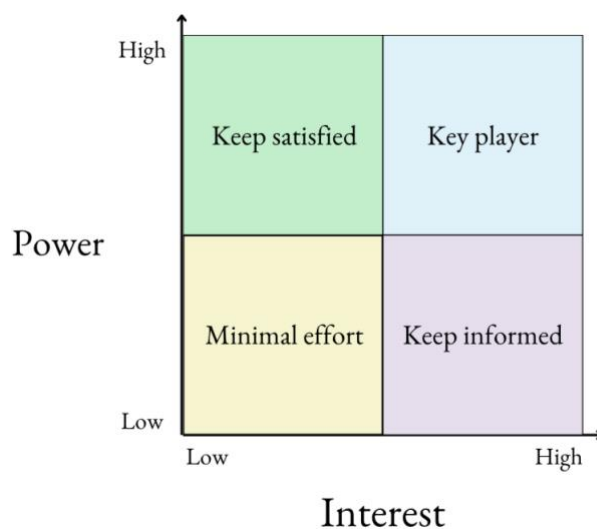 High
Keep satisfied
Key player
Power
Minimal effort
Keep informed
Low
Low
High
Interest